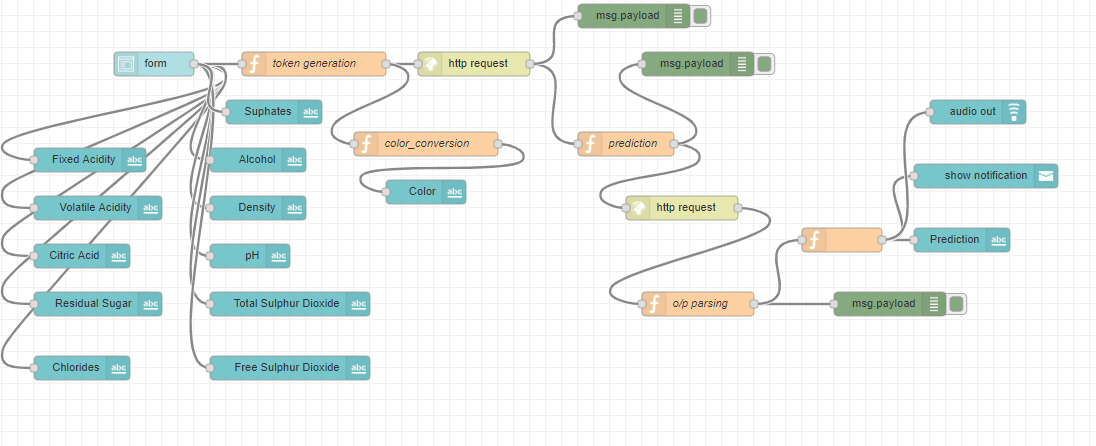 msg.payload
form
token generation
http request
msg.payload
Suphates
abc
audio out
color_conversion
prediction
Fixed Acidity
abc
Alcohol
abc
show notification
Color
abc
Volatile Acidity
abc
Density
abc
http request
Prediction
abc
Citric Acid
abc
pH
abc
Residual Sugar
abc
Total Sulphur Dioxide
abc
o/p parsing
msg.payload
Chlorides
abc
Free Sulphur Dioxide
abc